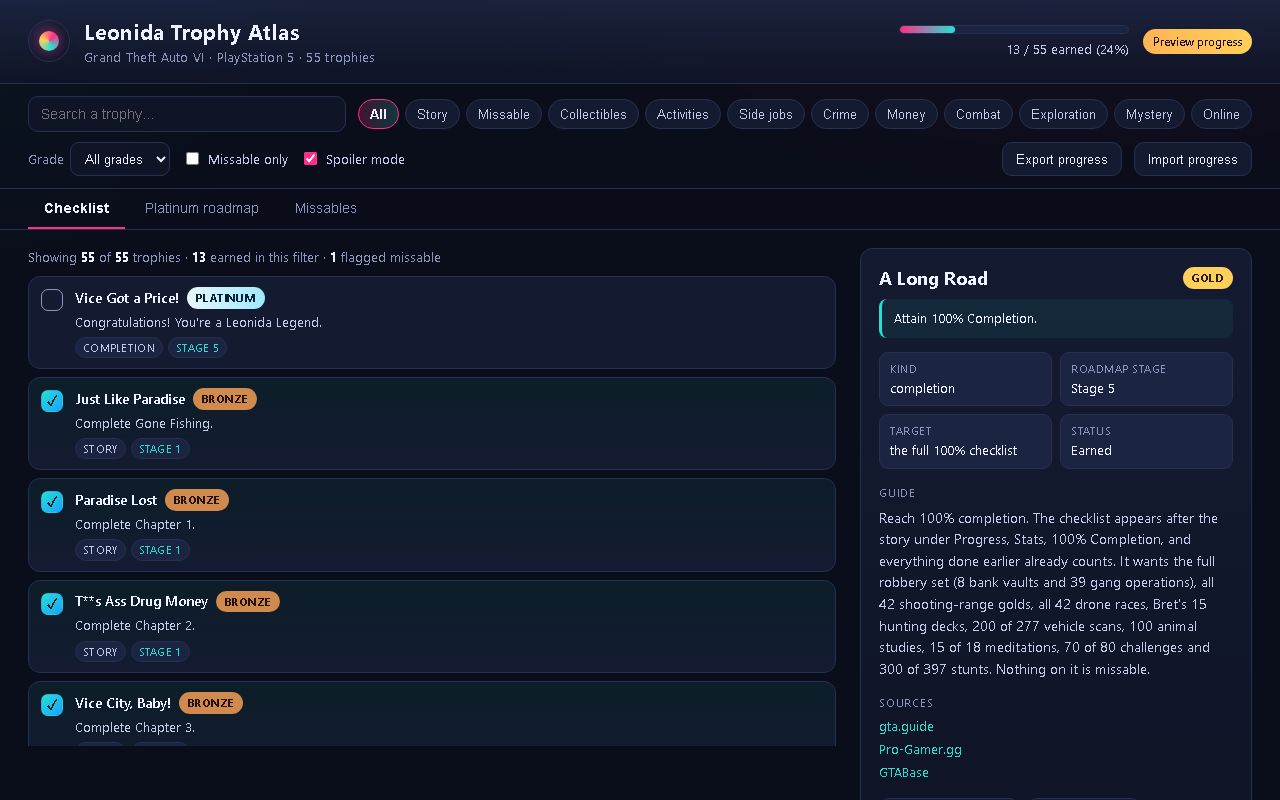 Leonida Trophy Atlas
Grand Theft Auto VI · PlayStation 5 · 55 trophies
13 / 55 earned (24%)
Preview progress
Search a trophy...
All
Story
Missable
Collectibles
Activities
Side jobs
Crime
Money
Combat
Exploration
Mystery
Online
Grade
All grades
Missable only
Spoiler mode
Export progress
Import progress
Checklist
Platinum roadmap
Missables
Showing 55 of 55 trophies · 13 earned in this filter · 1 flagged missable
Vice Got a Price!
PLATINUM
Congratulations! You're a Leonida Legend.
COMPLETION
STAGE 5
Just Like Paradise
BRONZE
Complete Gone Fishing.
STORY
STAGE 1
Paradise Lost
BRONZE
Complete Chapter 1.
STORY
STAGE 1
T**s Ass Drug Money
BRONZE
Complete Chapter 2.
STORY
STAGE 1
Vice City, Baby!
BRONZE
Complete Chapter 3.
A Long Road
GOLD
Attain 100% Completion.
KIND
completion
ROADMAP STAGE
Stage 5
TARGET
the full 100% checklist
STATUS
Earned
GUIDE
Reach 100% completion. The checklist appears after the
story under Progress, Stats, 100% Completion, and
everything done earlier already counts. It wants the full
robbery set (8 bank vaults and 39 gang operations), all
42 shooting-range golds, all 42 drone races, Bret's 15
hunting decks, 200 of 277 vehicle scans, 100 animal
studies, 15 of 18 meditations, 70 of 80 challenges and
300 of 397 stunts. Nothing on it is missable.
SOURCES
gta.guide
Pro-Gamer.gg
GTABase